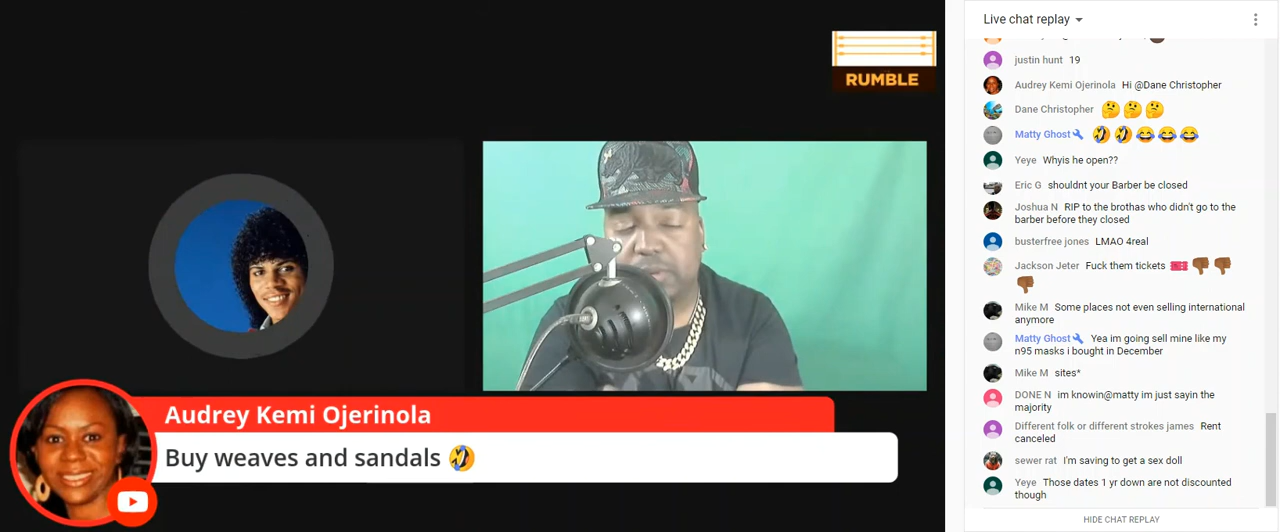 RUMBLE
Audrey Kemi Ojerinola
Buy weaves and sandals 🤣
Live chat replay
justin hunt 19
Audrey Kemi Ojerinola Hi @Dane Christopher
Dane Christopher 🤔🤔🤔
Matty Ghost 🤣🤣😂😂😂
Yeye Whyis he open??
Eric G shouldnt your Barber be closed
Joshua N RIP to the brothas who didn't go to the
barber before they closed
busterfree jones LMAO 4real
Jackson Jeter Fuck them tickets 🎟️👎🏾👎🏾
👎🏾
Mike M Some places not even selling international
anymore
Matty Ghost Yea im going sell mine like my
n95 masks i bought in December
Mike M sites*
DONE N im knowin@matty im just sayin the
majority
Different folk or different strokes james Rent
canceled
sewer rat I'm saving to get a sex doll
Yeye Those dates 1 yr down are not discounted
though
HIDE CHAT REPLAY